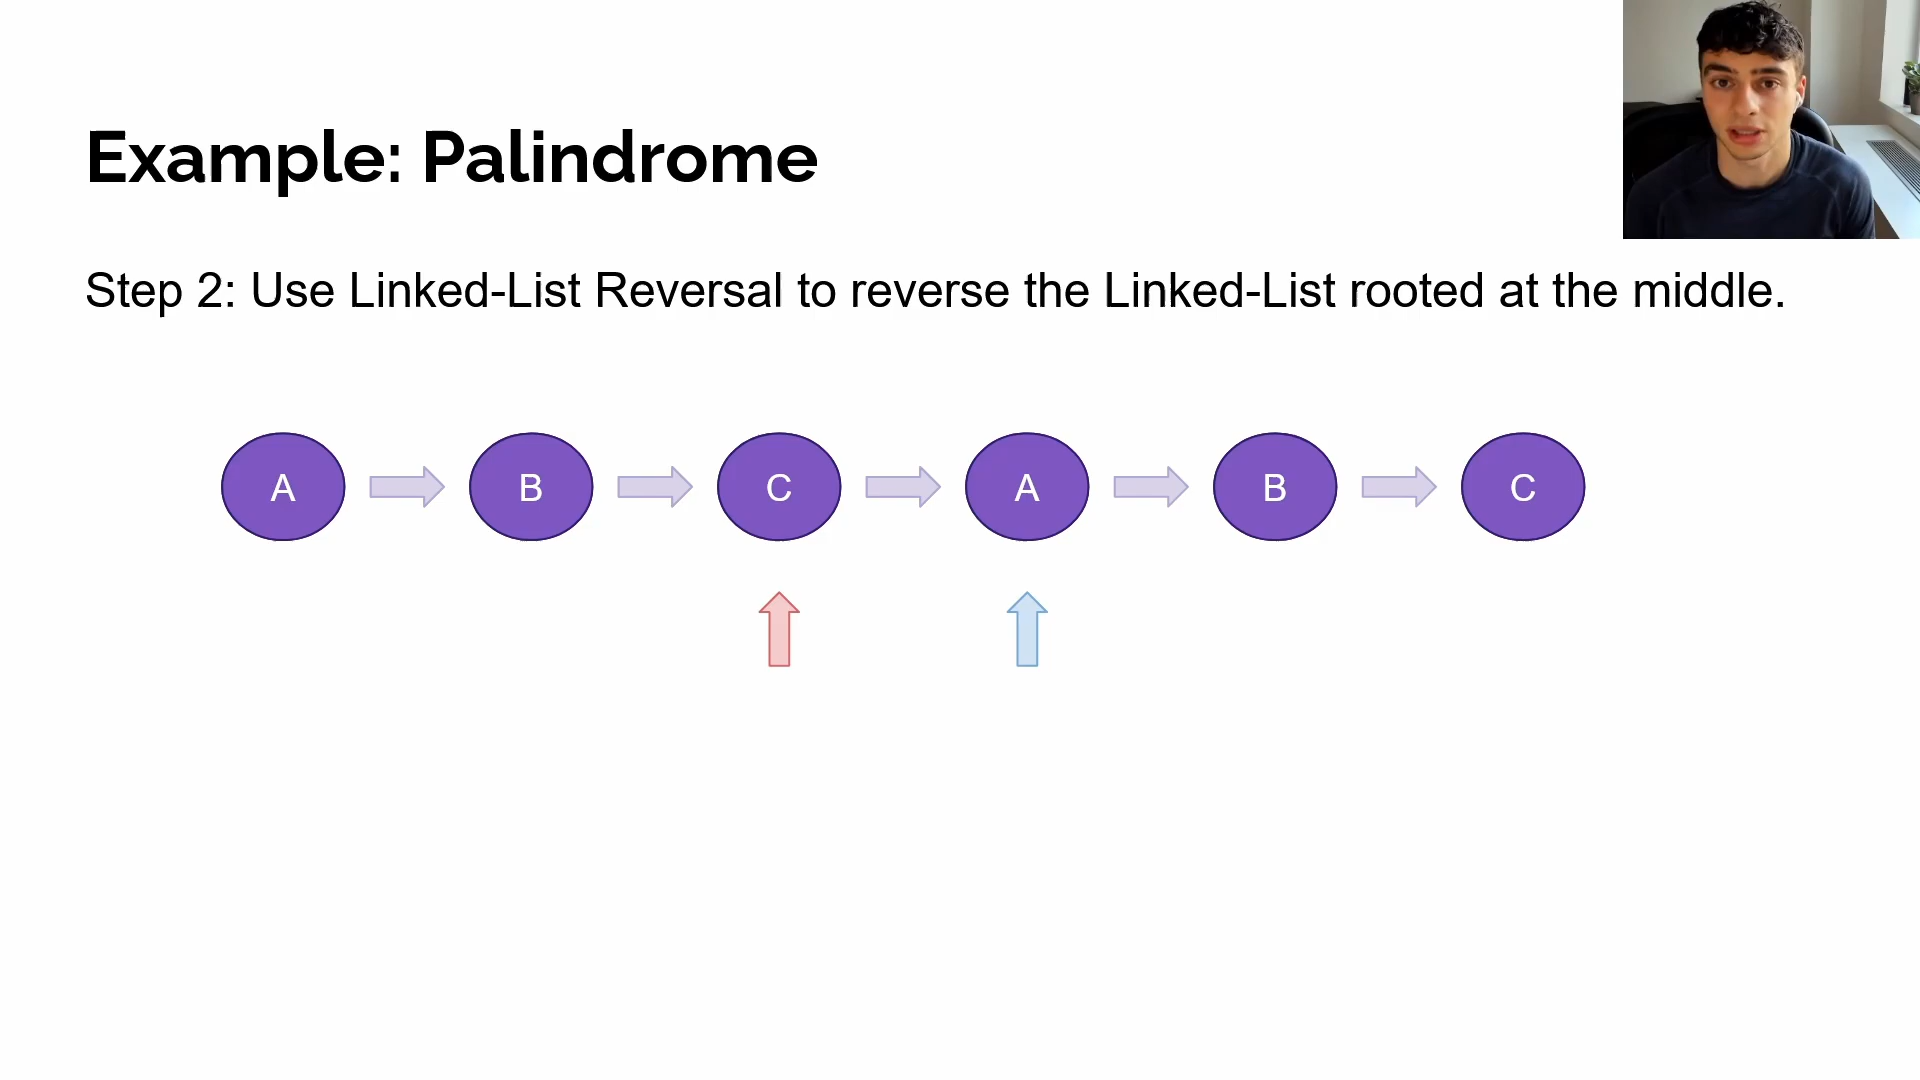 Example: Palindrome
Step 2: Use Linked-List Reversal to reverse the Linked-List rooted at the middle.
A B C A B C